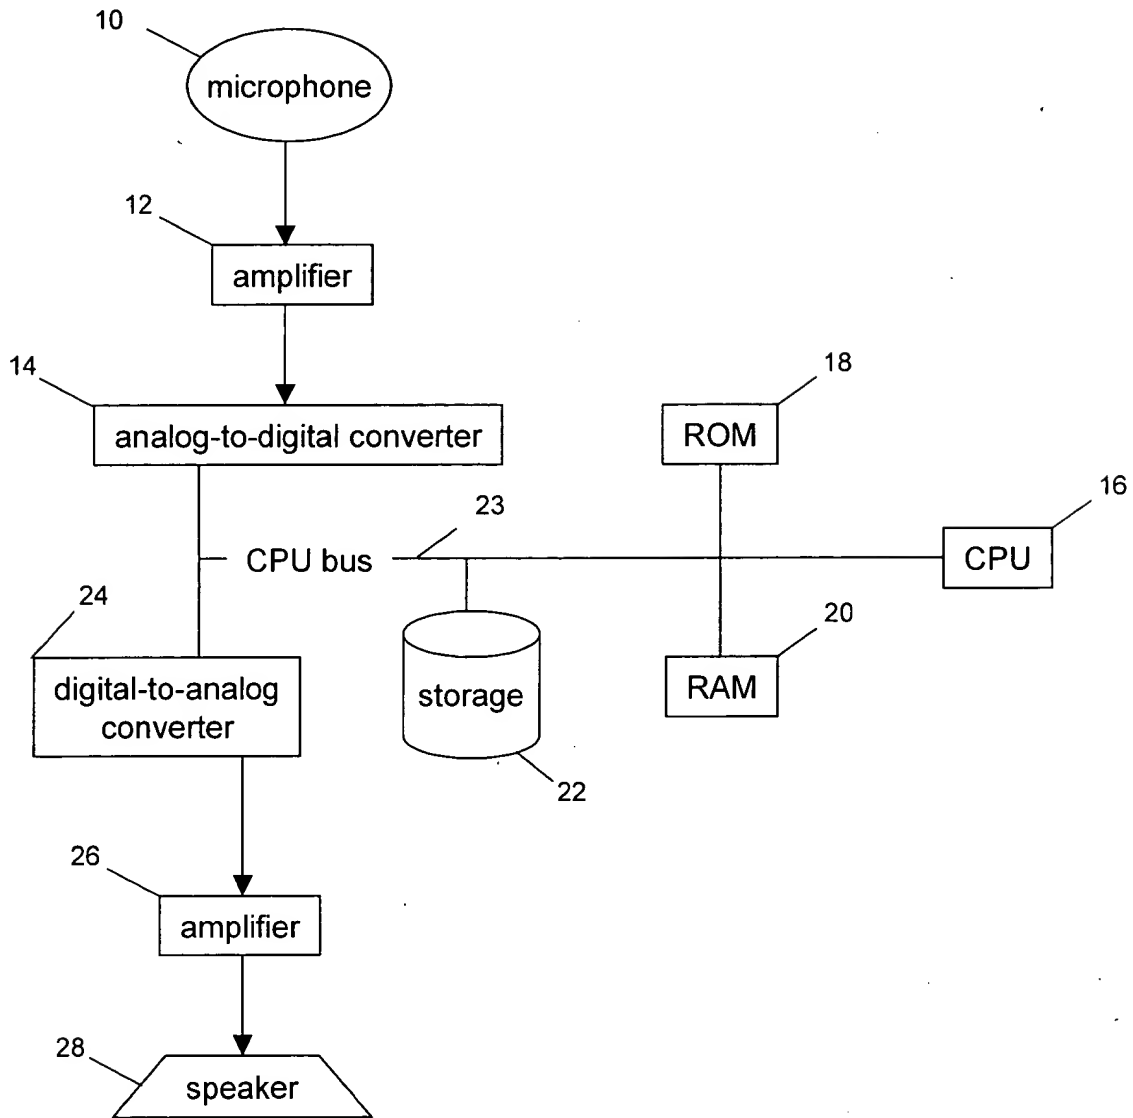 10
microphone
12
amplifier
14
analog-to-digital converter
18
ROM
16
CPU
23
CPU bus
24
digital-to-analog
converter
storage
22
20
RAM
26
amplifier
28
speaker